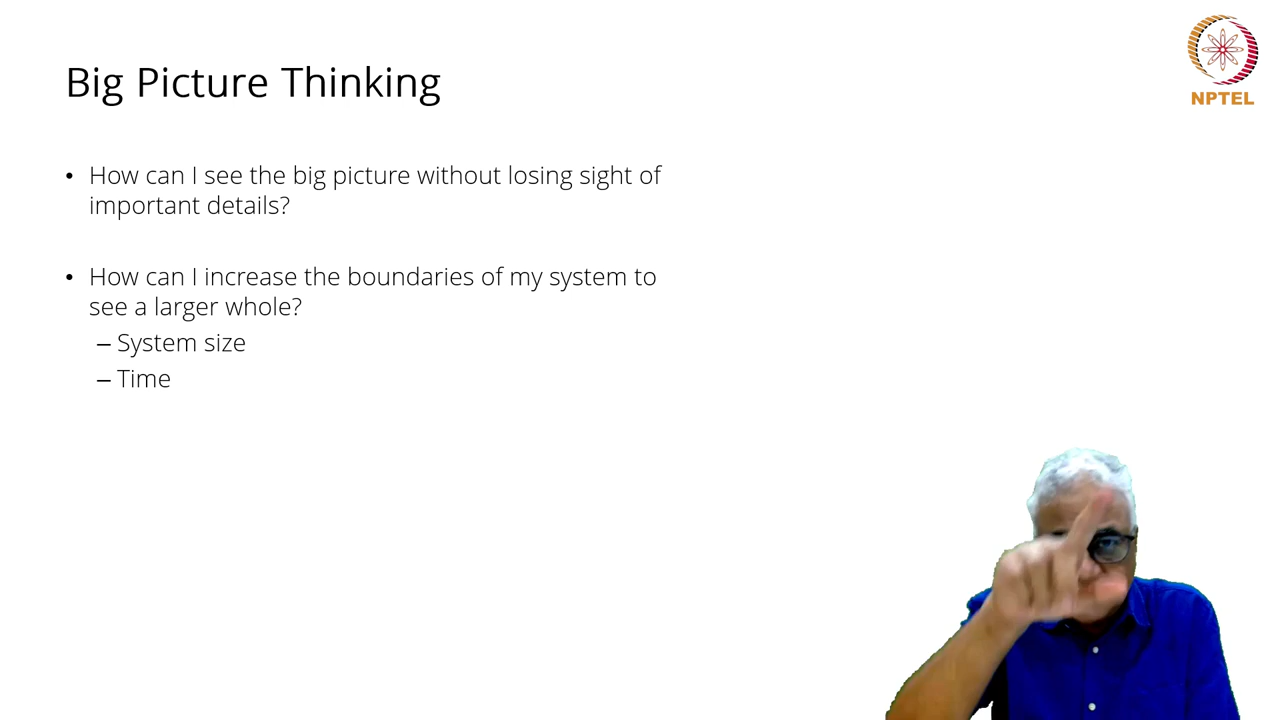 Big Picture Thinking
NPTEL
• How can I see the big picture without losing sight of
important details?
• How can I increase the boundaries of my system to
see a larger whole?
– System size
– Time